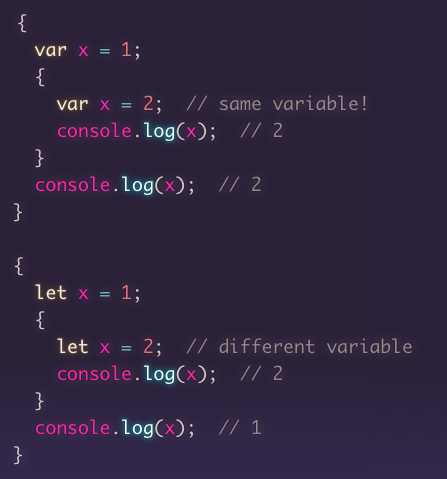 {
  var x = 1;
  {
    var x = 2;  // same variable!
    console.log(x);  // 2
  }
  console.log(x);  // 2
}

{
  let x = 1;
  {
    let x = 2;  // different variable
    console.log(x);  // 2
  }
  console.log(x);  // 1
}